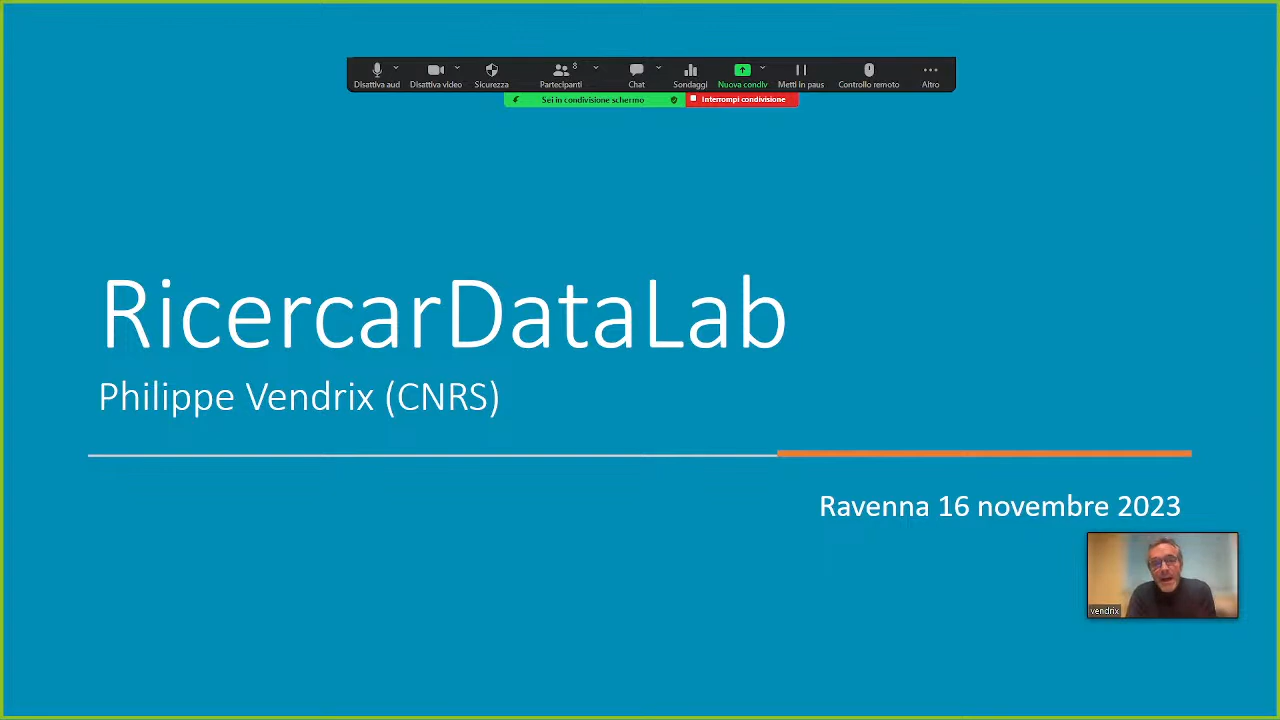 Disattiva aud Disattiva video Sicurezza Partecipanti 8 Chat Sondaggi Nuova condiv Metti in paus Controllo remoto Altro
Sei in condivisione schermo Interrompi condivisione
RicercarDataLab
Philippe Vendrix (CNRS)
Ravenna 16 novembre 2023
vendrix